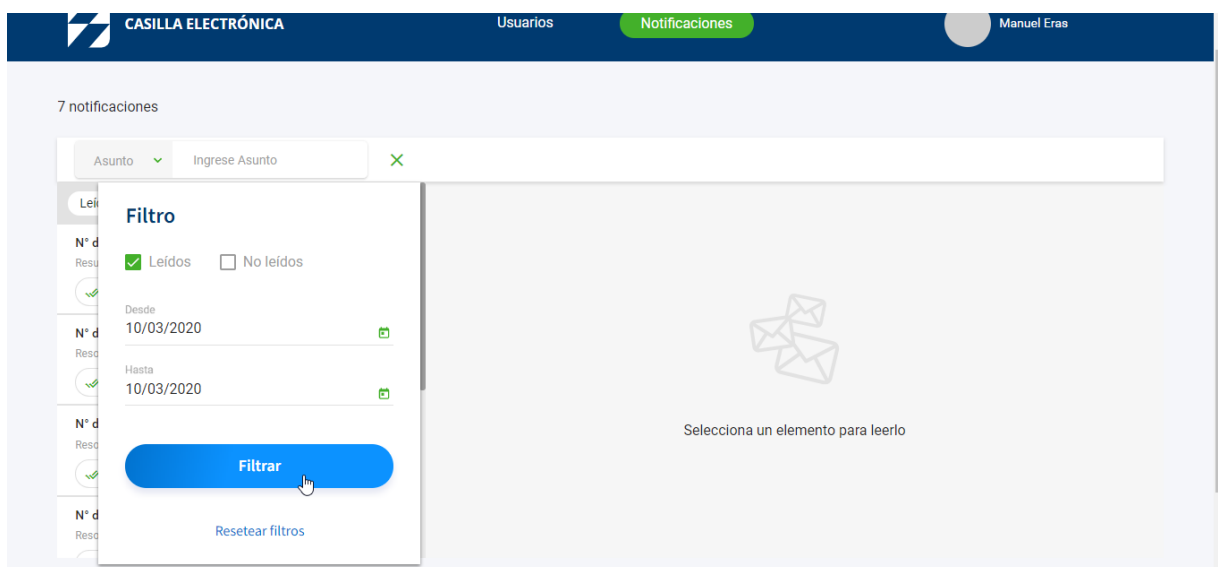 CASILLA ELECTRÓNICA
Usuarios
Notificaciones
Manuel Eras
7 notificaciones
Asunto
Ingrese Asunto
Filtro
Leídos
No leídos
Desde
10/03/2020
Hasta
10/03/2020
Filtrar
Resetear filtros
N°
N°
N°
N°
Selecciona un elemento para leerlo